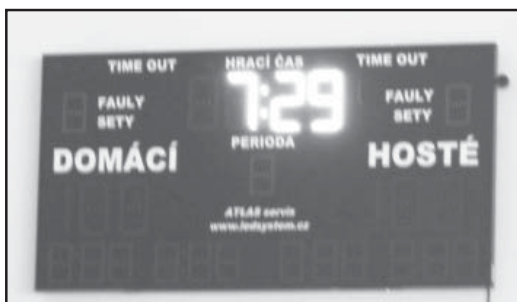 TIME OUT HRACÍ ČAS TIME OUT
7:29
FAULY FAULY
SETY SETY
PERIODA
DOMÁCÍ HOSTÉ
ATLAS servis
www.ledsystem.cz